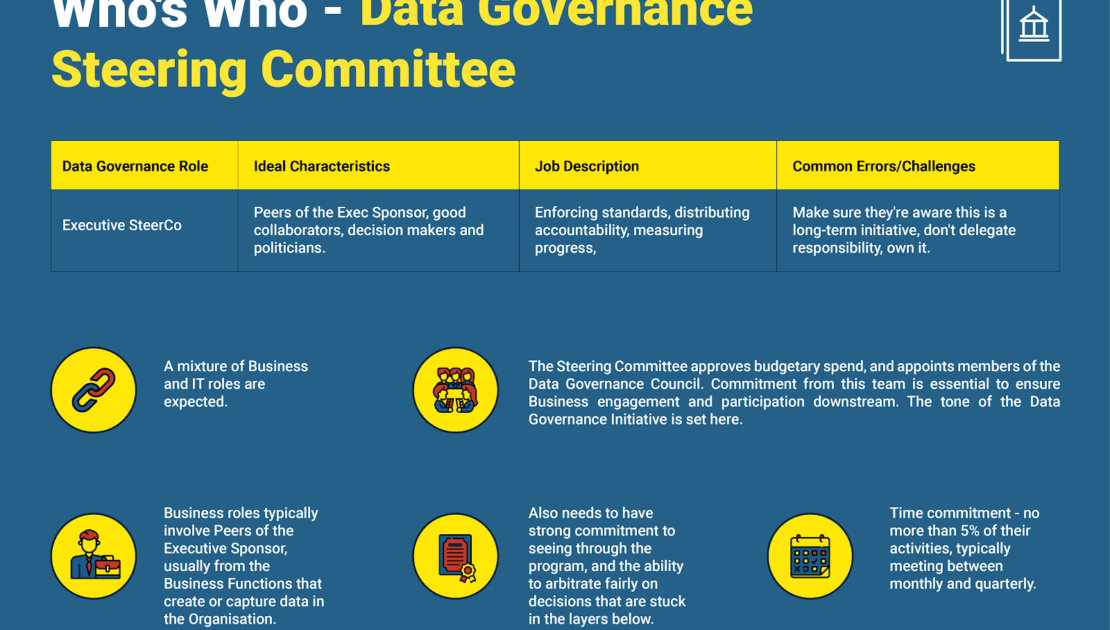 Who's Who - Data Governance
Steering Committee
Data Governance Role
Ideal Characteristics
Job Description
Common Errors/Challenges
Executive SteerCo
Peers of the Exec Sponsor, good
collaborators, decision makers and
politicians.
Enforcing standards, distributing
accountability, measuring
progress,
Make sure they're aware this is a
long-term initiative, don't delegate
responsibility, own it.
A mixture of Business
and IT roles are
expected.
The Steering Committee approves budgetary spend, and appoints members of the
Data Governance Council. Commitment from this team is essential to ensure
Business engagement and participation downstream. The tone of the Data
Governance Initiative is set here.
Business roles typically
involve Peers of the
Executive Sponsor,
usually from the
Business Functions that
create or capture data in
the Organisation.
Also needs to have
strong commitment to
seeing through the
program, and the ability
to arbitrate fairly on
decisions that are stuck
in the layers below.
Time commitment - no
more than 5% of their
activities, typically
meeting between
monthly and quarterly.